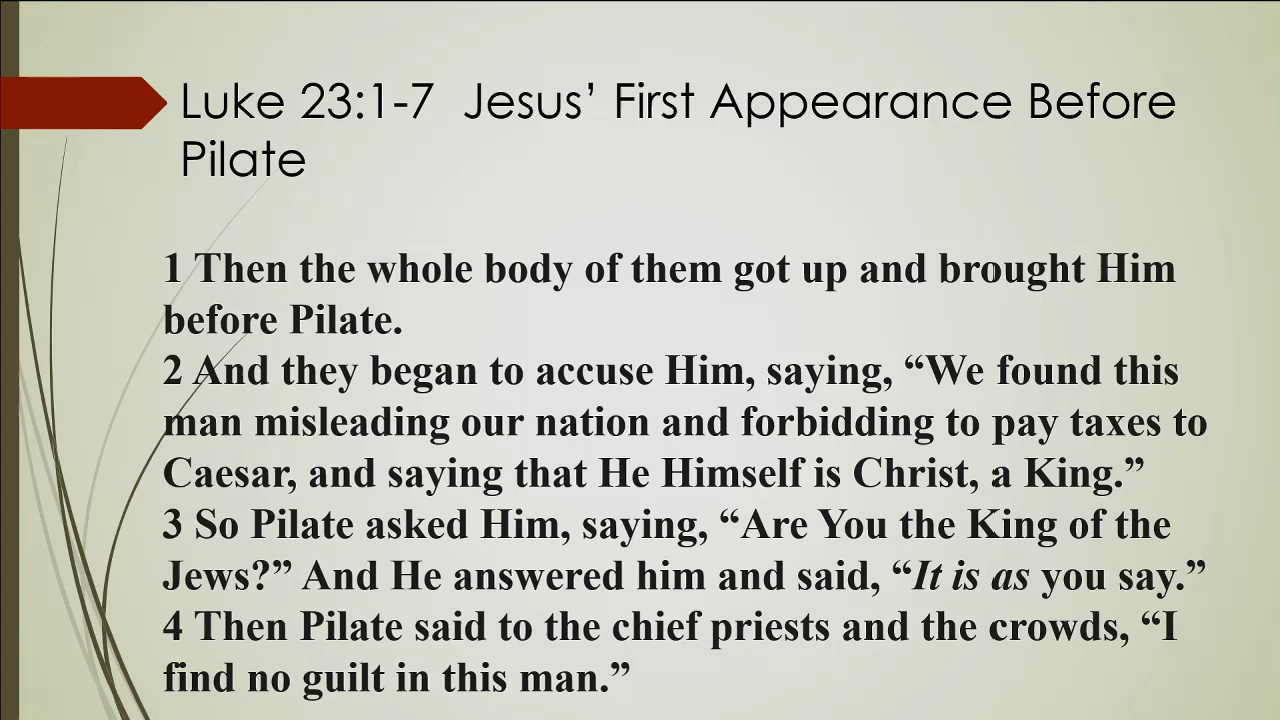 Luke 23:1-7  Jesus’ First Appearance Before
Pilate
1 Then the whole body of them got up and brought Him
before Pilate.
2 And they began to accuse Him, saying, “We found this
man misleading our nation and forbidding to pay taxes to
Caesar, and saying that He Himself is Christ, a King.”
3 So Pilate asked Him, saying, “Are You the King of the
Jews?” And He answered him and said, “It is as you say.”
4 Then Pilate said to the chief priests and the crowds, “I
find no guilt in this man.”